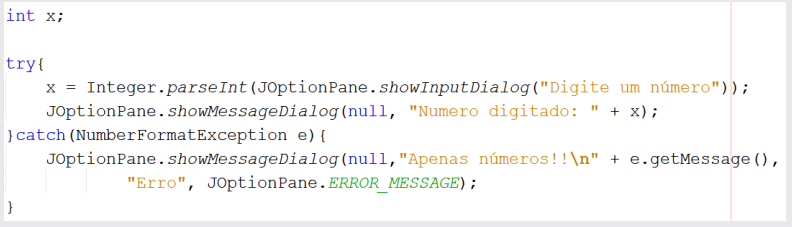 int x;
try{
x = Integer.parseInt(JOptionPane.showInputDialog("Digite um número"));
JOptionPane.showMessageDialog(null, "Numero digitado: " + x);
}catch(NumberFormatException e){
JOptionPane.showMessageDialog(null,"Apenas números!!\n" + e.getMessage(),
"Erro", JOptionPane.ERROR_MESSAGE);
}